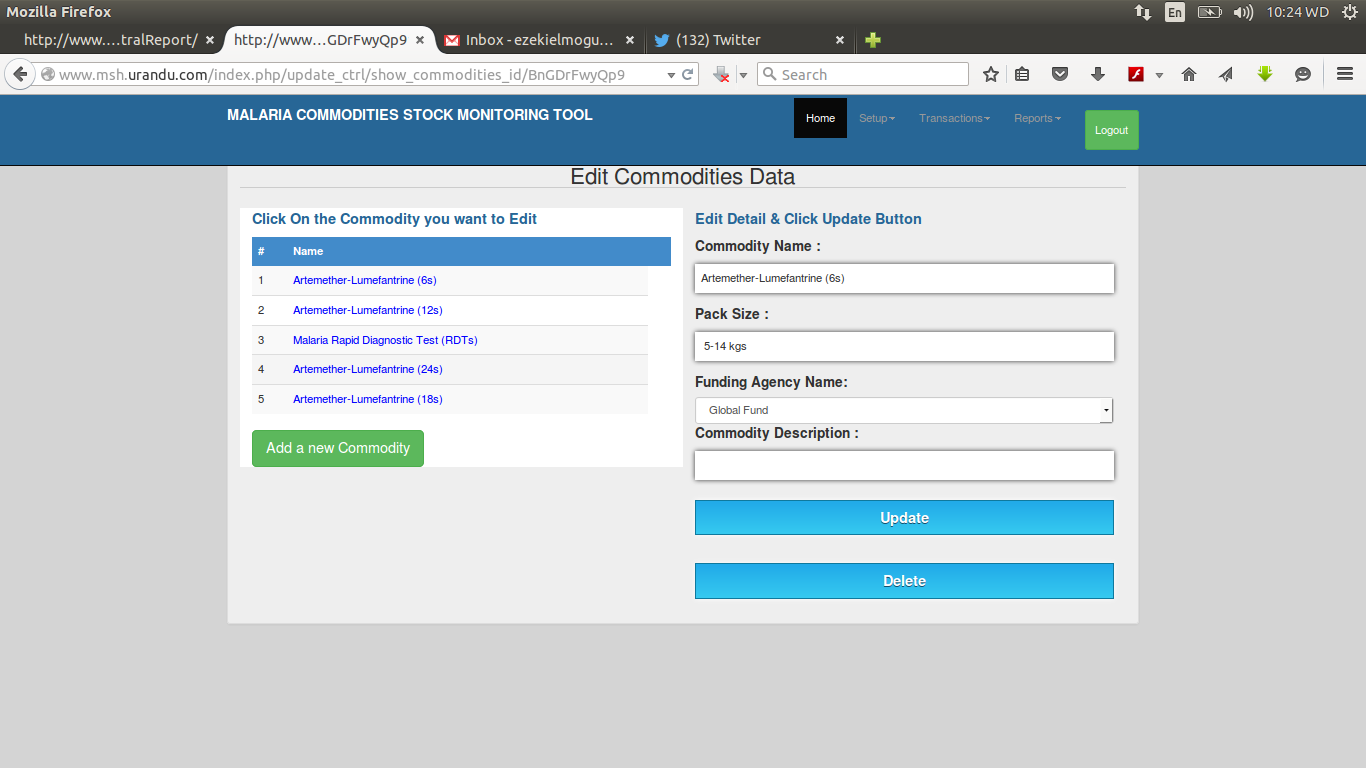 Mozilla Firefox
En
10:24 WD
http://www.…tralReport/
http://www…GDrFwyQp9
Inbox - ezekielmogu…
(132) Twitter
www.msh.urandu.com/index.php/update_ctrl/show_commodities_id/BnGDrFwyQp9
Search
MALARIA COMMODITIES STOCK MONITORING TOOL
Home
Setup
Transactions
Reports
Logout
Edit Commodities Data
Click On the Commodity you want to Edit
# Name
1 Artemether-Lumefantrine (6s)
2 Artemether-Lumefantrine (12s)
3 Malaria Rapid Diagnostic Test (RDTs)
4 Artemether-Lumefantrine (24s)
5 Artemether-Lumefantrine (18s)
Add a new Commodity
Edit Detail & Click Update Button
Commodity Name :
Artemether-Lumefantrine (6s)
Pack Size :
5-14 kgs
Funding Agency Name:
Global Fund
Commodity Description :
Update
Delete